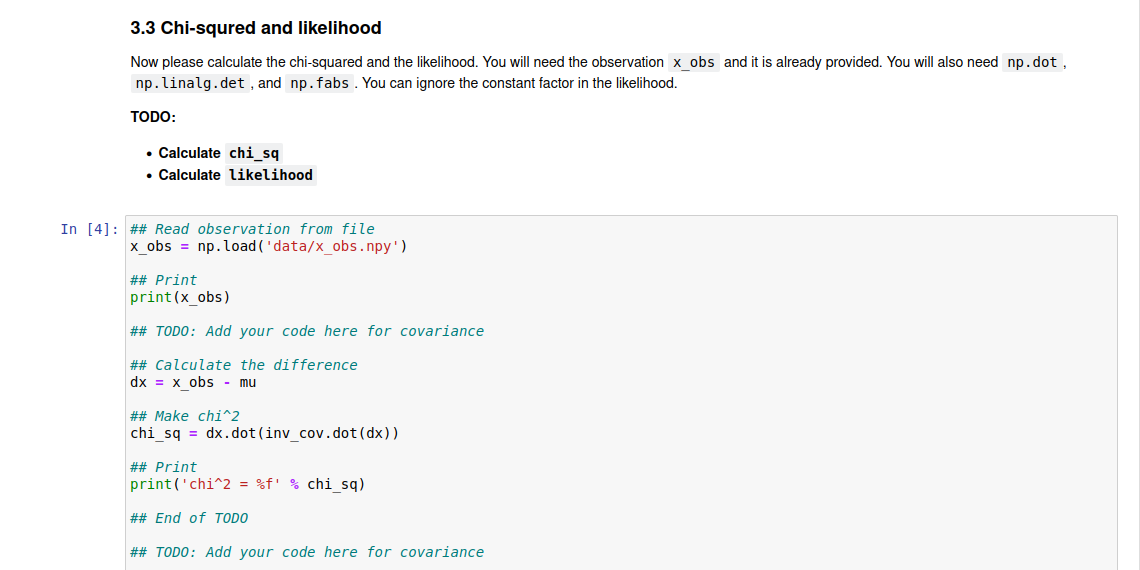 3.3 Chi-squred and likelihood
Now please calculate the chi-squared and the likelihood. You will need the observation x_obs and it is already provided. You will also need np.dot ,
np.linalg.det , and np.fabs . You can ignore the constant factor in the likelihood.
TODO:
• Calculate chi_sq
• Calculate likelihood
In [4]: ## Read observation from file
x_obs = np.load('data/x_obs.npy')
## Print
print(x_obs)
## TODO: Add your code here for covariance
## Calculate the difference
dx = x_obs - mu
## Make chi^2
chi_sq = dx.dot(inv_cov.dot(dx))
## Print
print('chi^2 = %f' % chi_sq)
## End of TODO
## TODO: Add your code here for covariance